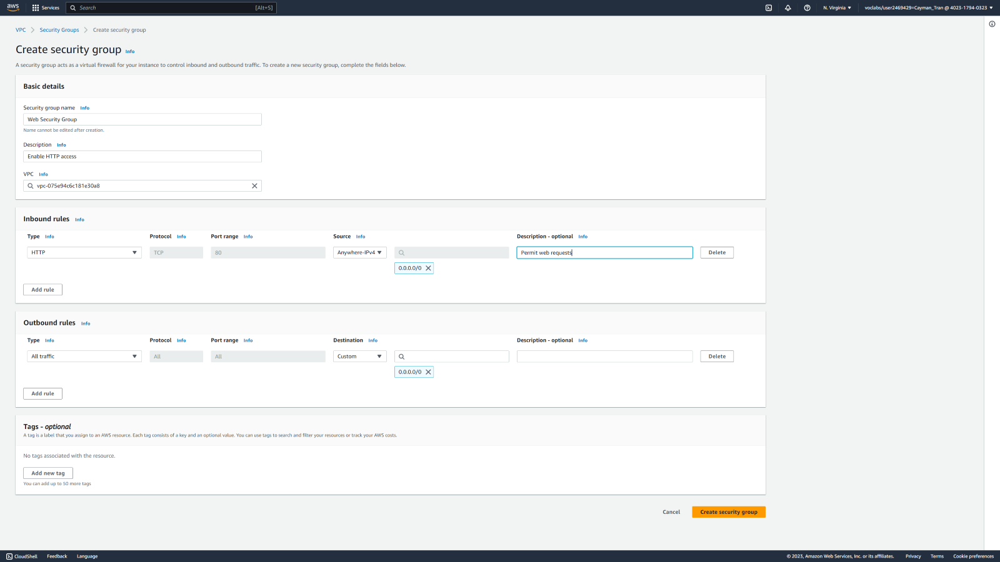 aws Services Search [Alt+S] N. Virginia voclabs/user2469429=Cayman_Tran @ 4023-1794-0323
VPC Security Groups Create security group
Create security group Info
A security group acts as a virtual firewall for your instance to control inbound and outbound traffic. To create a new security group, complete the fields below.
Basic details
Security group name Info
Web Security Group
Name cannot be edited after creation.
Description Info
Enable HTTP access
VPC Info
vpc-075e94c6c181e30a8
Inbound rules Info
Type Info Protocol Info Port range Info Source Info Description - optional Info
HTTP TCP 80 Anywhere-IPv4 Permit web requests Delete
0.0.0.0/0
Add rule
Outbound rules Info
Type Info Protocol Info Port range Info Destination Info Description - optional Info
All traffic All All Custom Delete
0.0.0.0/0
Add rule
Tags - optional
A tag is a label that you assign to an AWS resource. Each tag consists of a key and an optional value. You can use tags to search and filter your resources or track your AWS costs.
No tags associated with the resource.
Add new tag
You can add up to 50 more tags
Cancel Create security group
CloudShell Feedback Language © 2023, Amazon Web Services, Inc. or its affiliates. Privacy Terms Cookie preferences